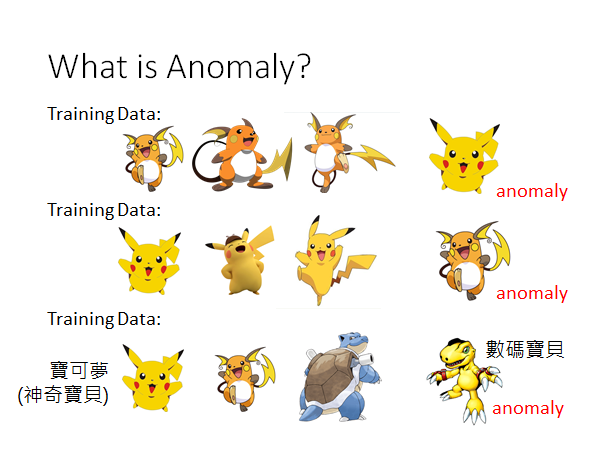 What is Anomaly?
Training Data:
anomaly
Training Data:
anomaly
Training Data:
寶可夢
(神奇寶貝)
數碼寶貝
anomaly